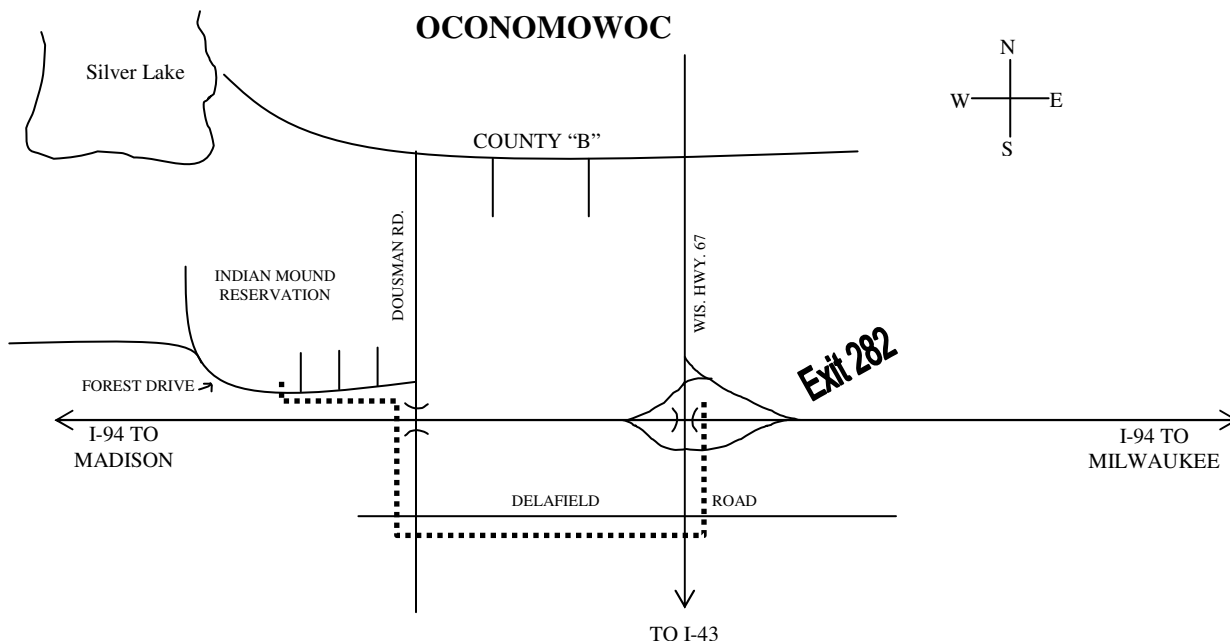 OCONOMOWOC
Silver Lake
N
W
E
S
COUNTY “B”
DOUSMAN RD.
WIS. HWY. 67
INDIAN MOUND
RESERVATION
Exit 282
FOREST DRIVE
I-94 TO
MADISON
I-94 TO
MILWAUKEE
DELAFIELD ROAD
TO I-43